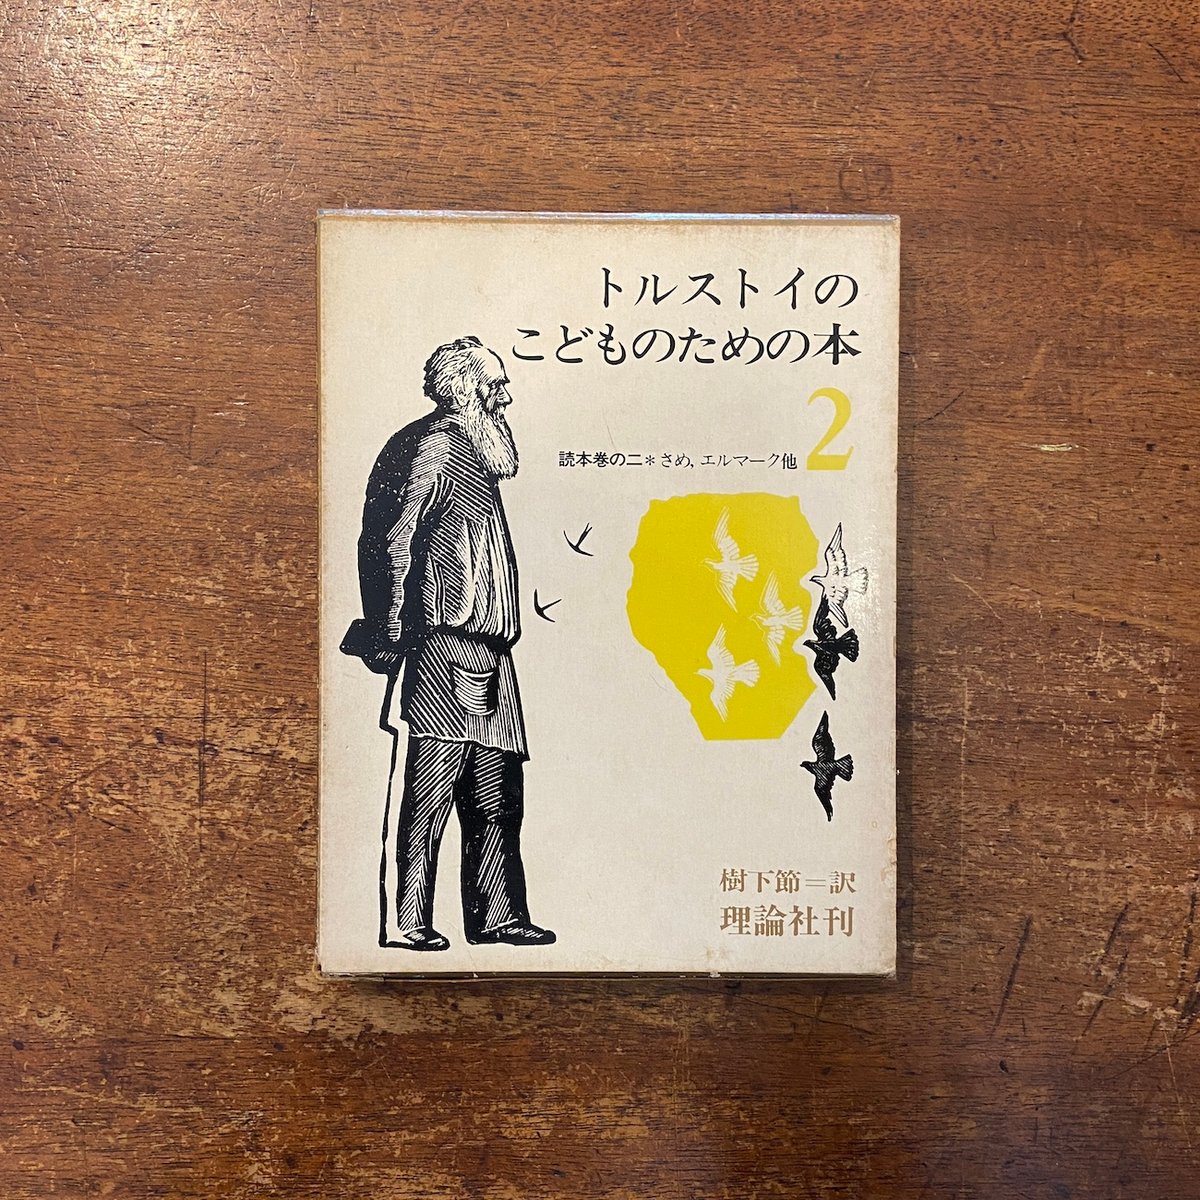 トルストイの
こどものための本
2
読本巻の二＊さめ、エルマーク他
樹下節＝訳
理論社刊